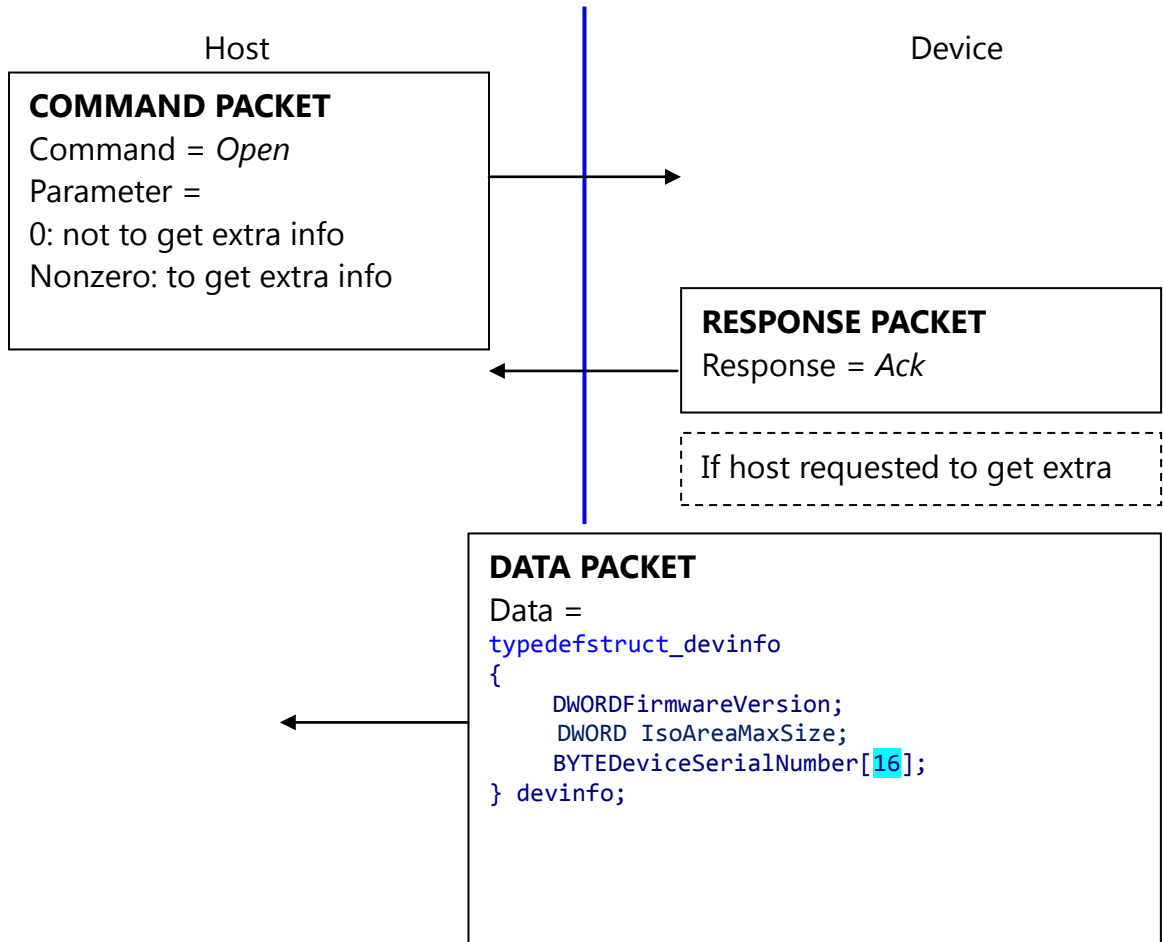 Host
Device
COMMAND PACKET
Command = Open
Parameter =
0: not to get extra info
Nonzero: to get extra info
RESPONSE PACKET
Response = Ack
If host requested to get extra
DATA PACKET
Data =
typedefstruct_devinfo
{
DWORDFirmwareVersion;
DWORD IsoAreaMaxSize;
BYTEDeviceSerialNumber[16];
} devinfo;